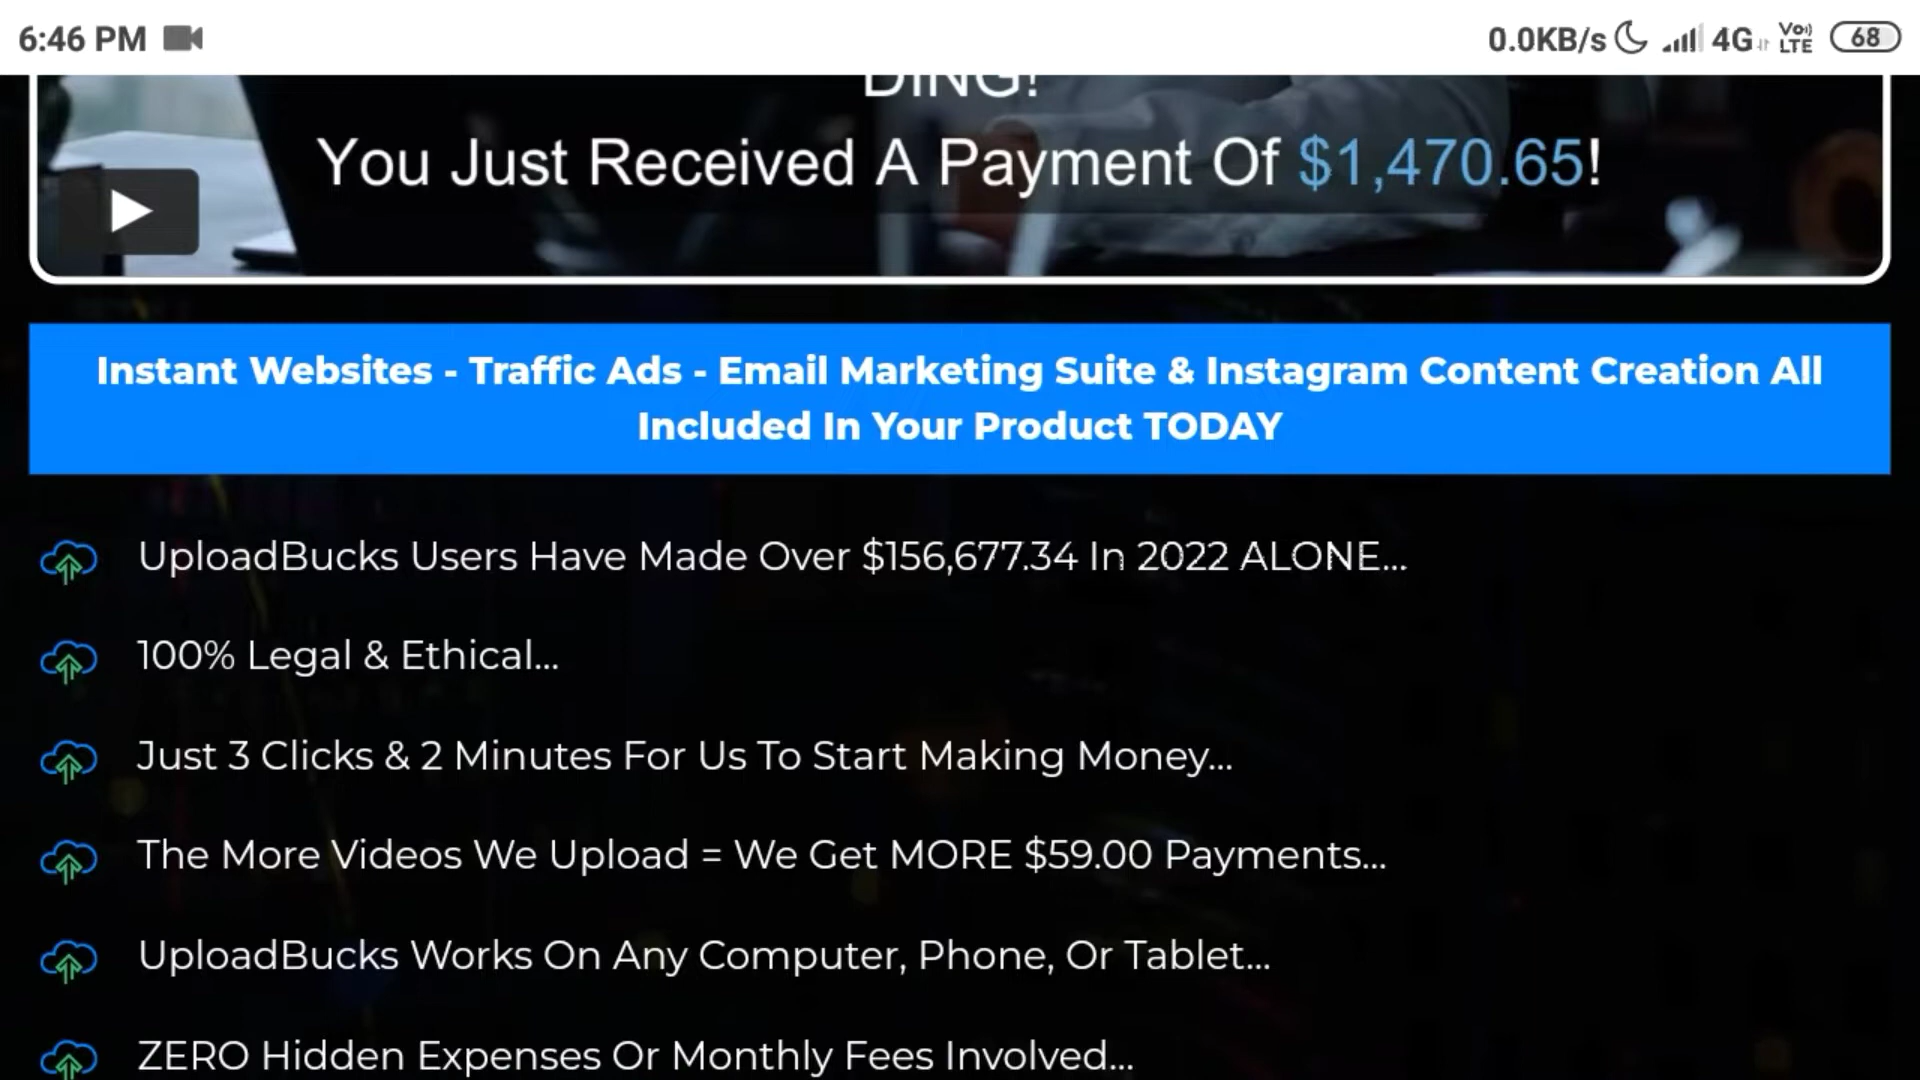 6:46 PM
0.0KB/s 4G Vo) LTE 68
DING!
You Just Received A Payment Of $1,470.65!
Instant Websites - Traffic Ads - Email Marketing Suite & Instagram Content Creation All
Included In Your Product TODAY
UploadBucks Users Have Made Over $156,677.34 In 2022 ALONE...
100% Legal & Ethical...
Just 3 Clicks & 2 Minutes For Us To Start Making Money...
The More Videos We Upload = We Get MORE $59.00 Payments...
UploadBucks Works On Any Computer, Phone, Or Tablet...
ZERO Hidden Expenses Or Monthly Fees Involved...